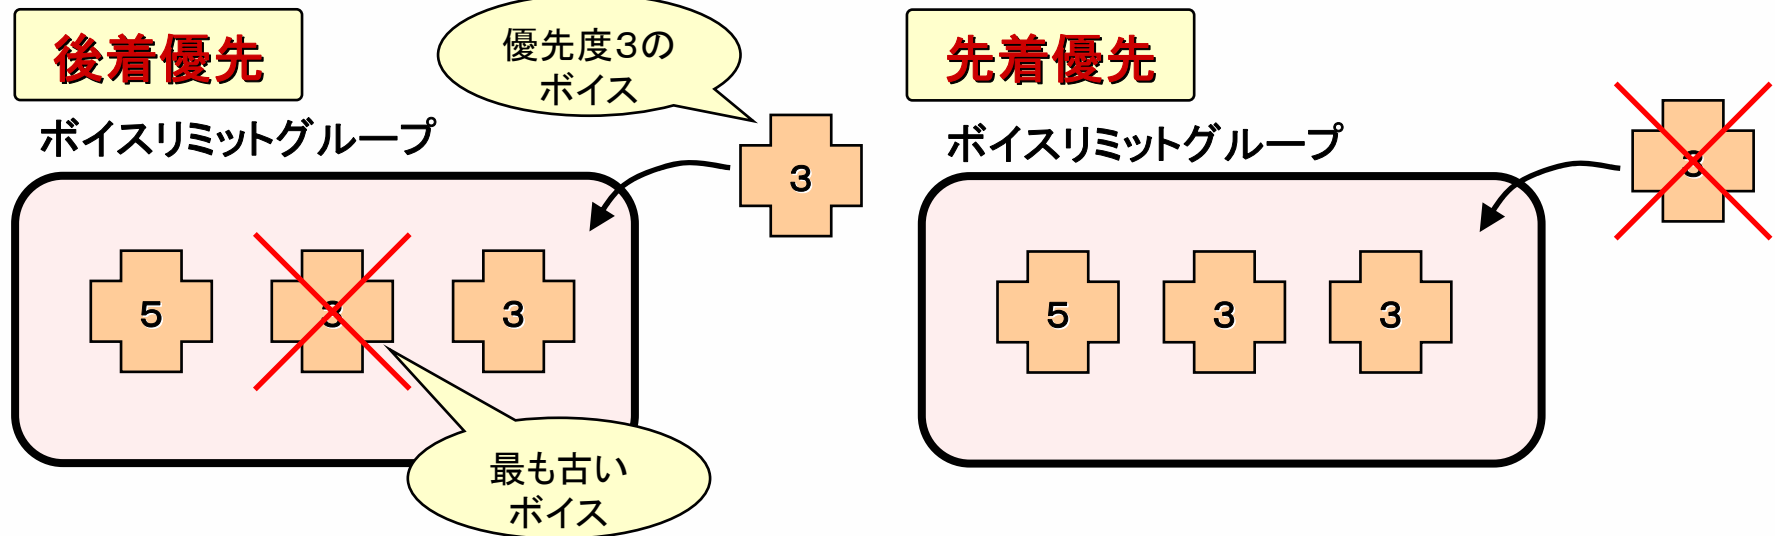 後着優先
優先度３の
ボイス
ボイスリミットグループ
3
5
3
3
最も古い
ボイス
先着優先
ボイスリミットグループ
3
5
3
3